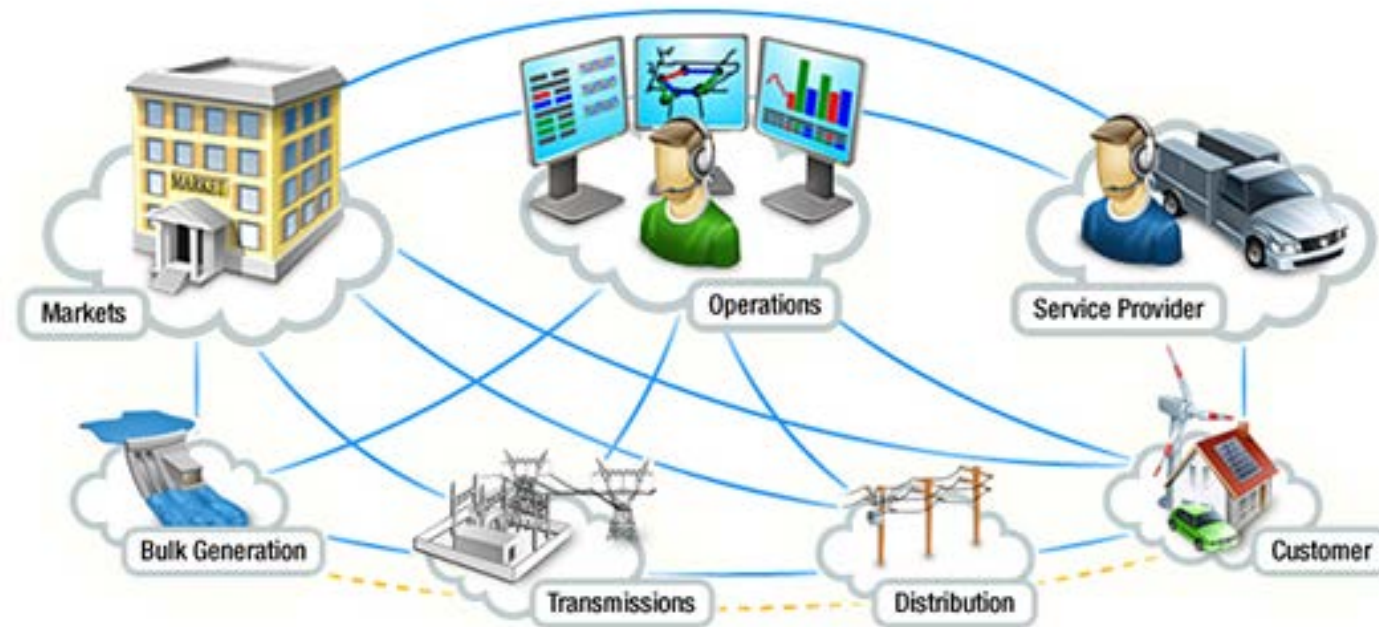 MARKET
Markets
Operations
Service Provider
Bulk Generation
Transmissions
Distribution
Customer